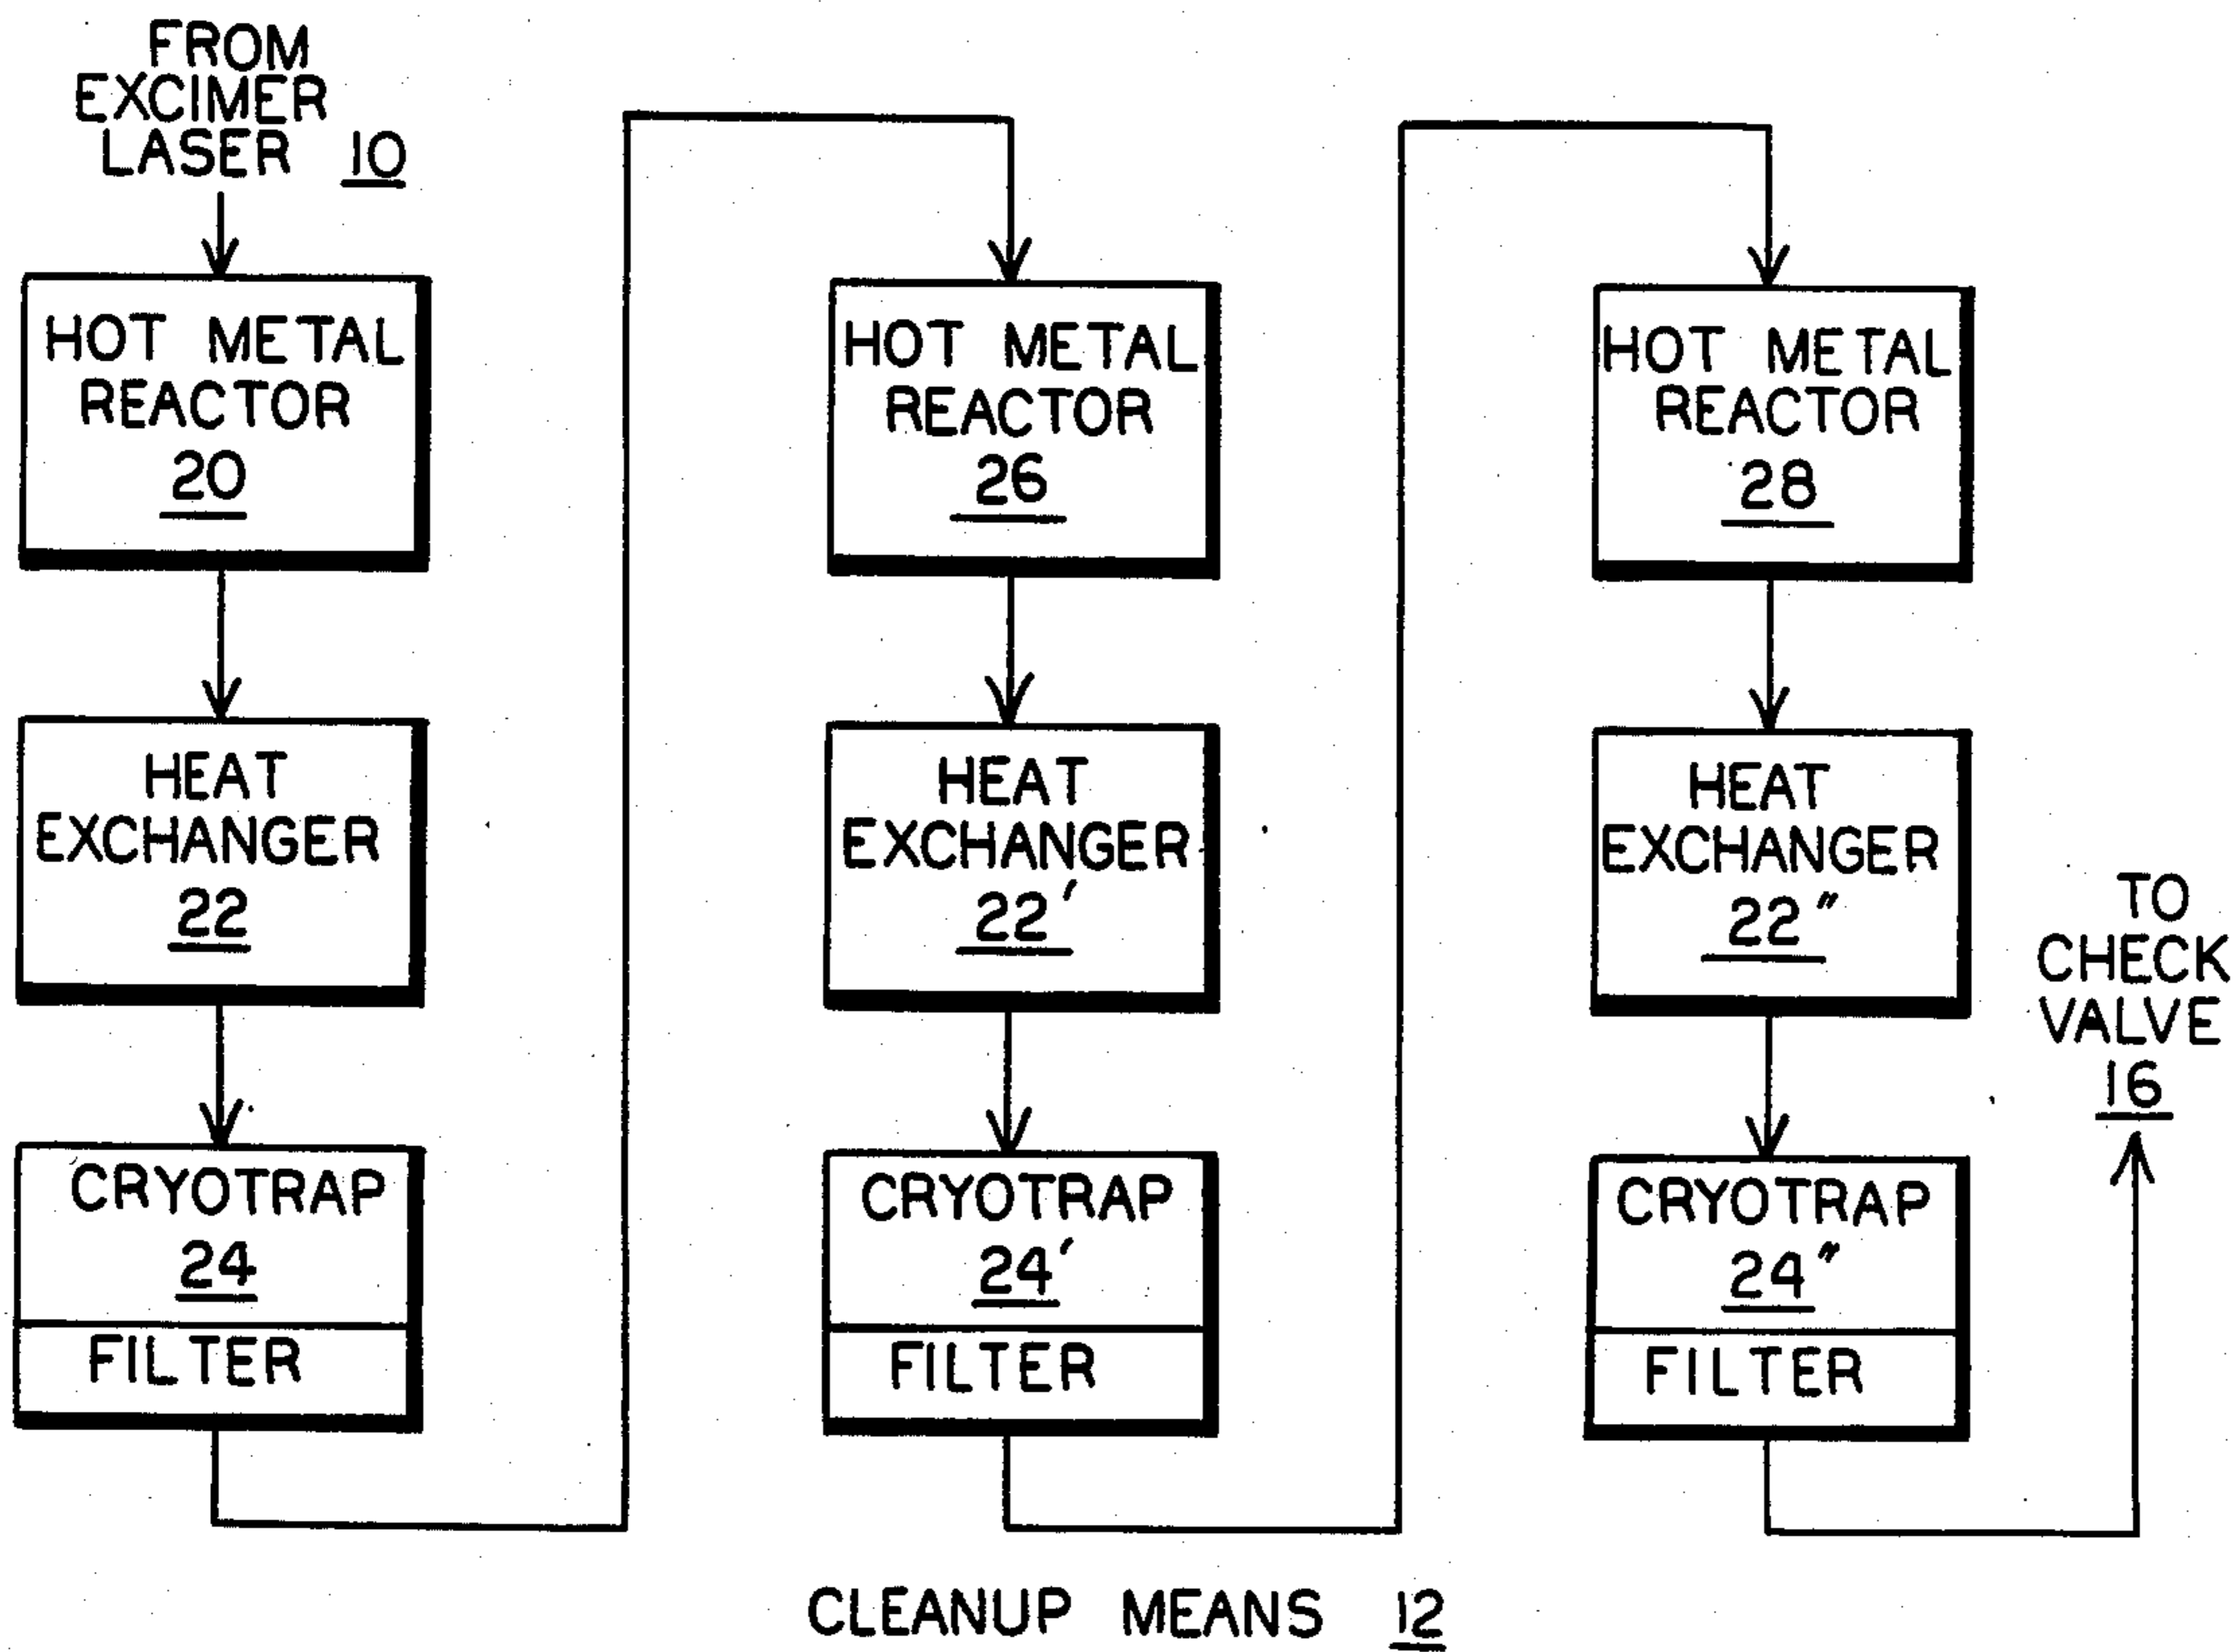 FROM
EXCIMER
LASER 10
HOT METAL
REACTOR
20
HEAT
EXCHANGER
22
CRYOTRAP
24
FILTER
HOT METAL
REACTOR
26
HEAT
EXCHANGER
22'
CRYOTRAP
24'
FILTER
HOT METAL
REACTOR
28
HEAT
EXCHANGER
22"
CRYOTRAP
24"
FILTER
TO
CHECK
VALVE
16
CLEANUP MEANS 12